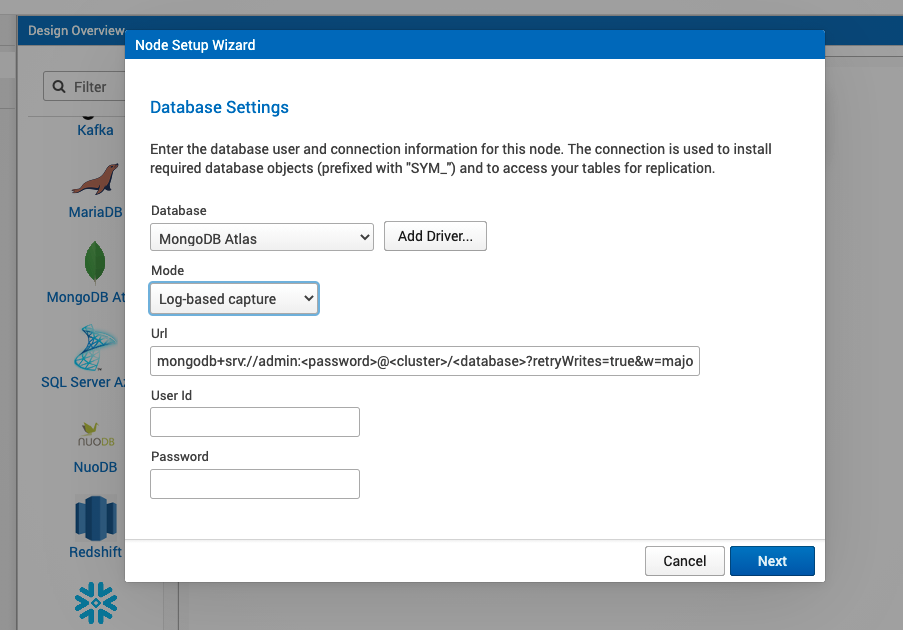 Design Overview
Node Setup Wizard
Filter
Kafka
MariaDB
MongoDB At
SQL Server Az
NUODB
NuoDB
Redshift
Database Settings
Enter the database user and connection information for this node. The connection is used to install
required database objects (prefixed with "SYM_") and to access your tables for replication.
Database
MongoDB Atlas
Add Driver...
Mode
Log-based capture
Url
mongodb+srv://admin:<password>@<cluster>/<database>?retryWrites=true&w=majo
User Id
Password
Cancel
Next